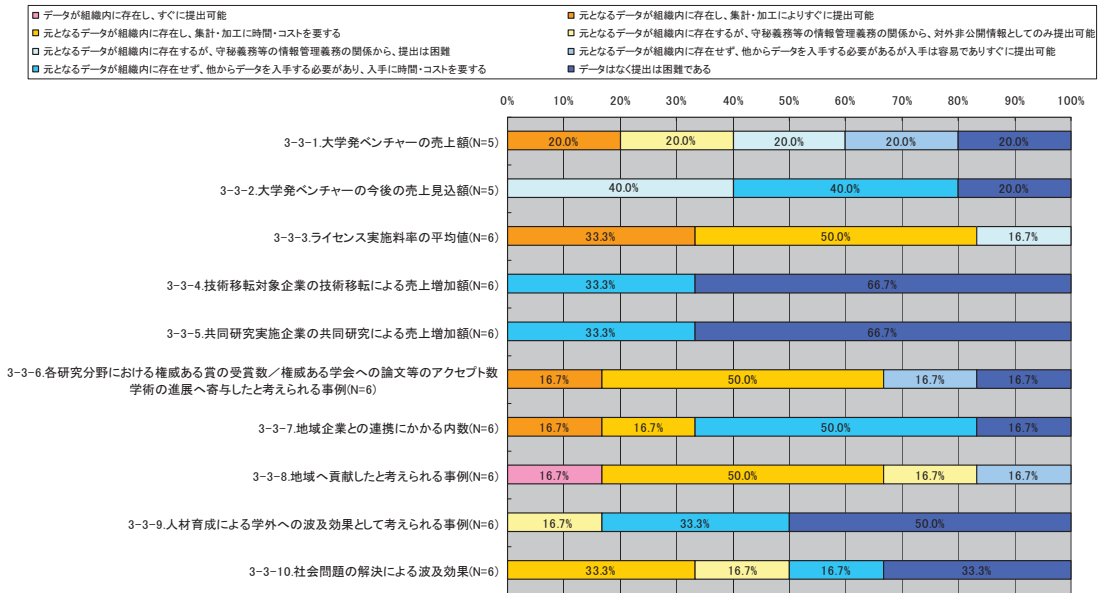 ■ データが組織内に存在し、すぐに提出可能
■ 元となるデータが組織内に存在し、集計・加工によりすぐに提出可能
■ 元となるデータが組織内に存在し、集計・加工に時間・コストを要する
■ 元となるデータが組織内に存在するが、守秘義務等の情報管理義務の関係から、対外非公開情報としてのみ提出可能
■ 元となるデータが組織内に存在するが、守秘義務等の情報管理義務の関係から、提出は困難
■ 元となるデータが組織内に存在せず、他からデータを入手する必要があるが入手は容易でありすぐに提出可能
■ 元となるデータが組織内に存在せず、他からデータを入手する必要があり、入手に時間・コストを要する
■ データはなく提出は困難である
0% 10% 20% 30% 40% 50% 60% 70% 80% 90% 100%
3-3-1.大学発ベンチャーの売上額(N=5) 20.0% 20.0% 20.0% 20.0% 20.0%
3-3-2.大学発ベンチャーの今後の売上見込額(N=5) 40.0% 40.0% 20.0%
3-3-3.ライセンス実施料率の平均値(N=6) 33.3% 50.0% 16.7%
3-3-4.技術移転対象企業の技術移転による売上増加額(N=6) 33.3% 66.7%
3-3-5.共同研究実施企業の共同研究による売上増加額(N=6) 33.3% 66.7%
3-3-6.各研究分野における権威ある賞の受賞数／権威ある学会への論文等のアクセプト数
学術の進展へ寄与したと考えられる事例(N=6) 16.7% 50.0% 16.7% 16.7%
3-3-7.地域企業との連携にかかる内数(N=6) 16.7% 16.7% 50.0% 16.7%
3-3-8.地域へ貢献したと考えられる事例(N=6) 16.7% 50.0% 16.7% 16.7%
3-3-9.人材育成による学外への波及効果として考えられる事例(N=6) 16.7% 33.3% 50.0%
3-3-10.社会問題の解決による波及効果(N=6) 33.3% 16.7% 16.7% 33.3%